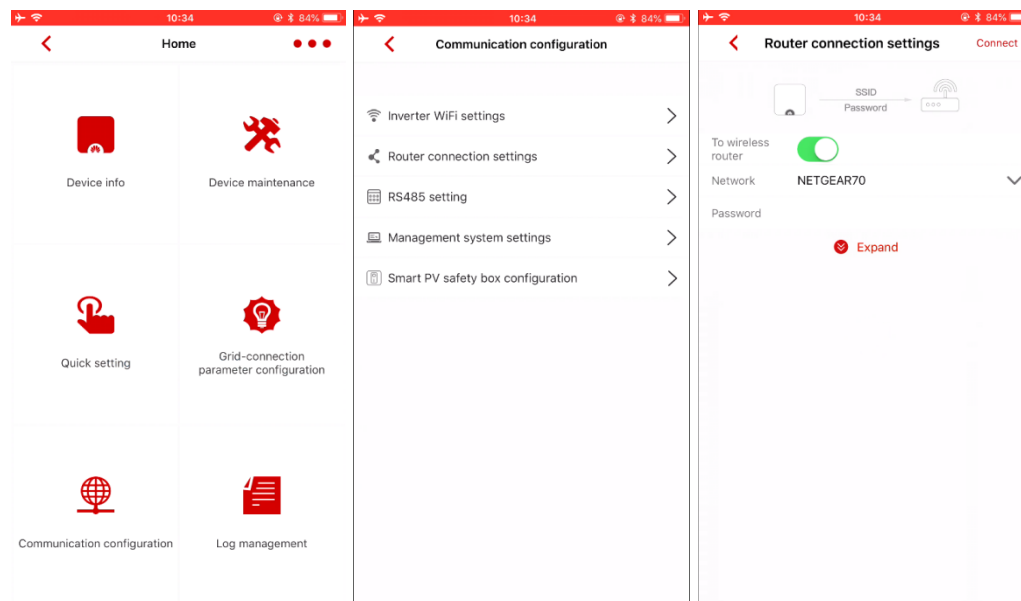 10:34
84%
Home
Device info
Device maintenance
Quick setting
Grid-connection
parameter configuration
Communication configuration
Log management
10:34
84%
Communication configuration
Inverter WiFi settings
Router connection settings
RS485 setting
Management system settings
Smart PV safety box configuration
10:34
84%
Router connection settings
Connect
SSID
Password
To wireless
router
Network
NETGEAR70
Password
Expand